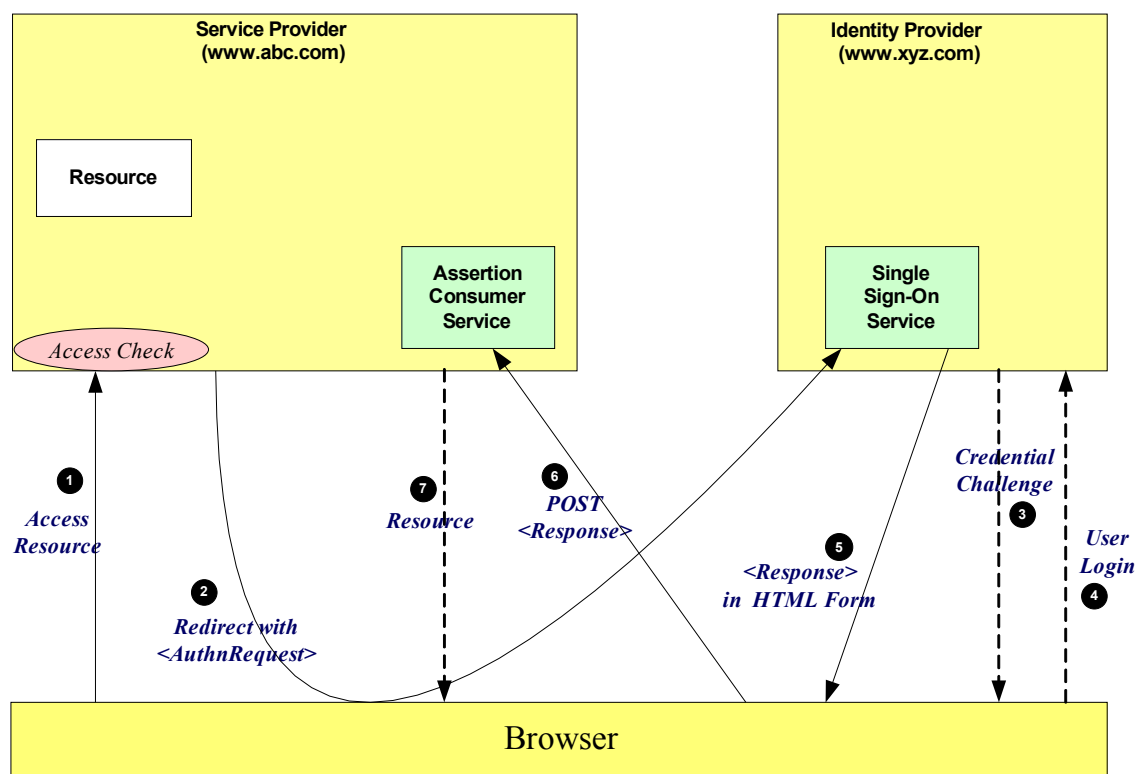 Service Provider
(www.abc.com)
Identity Provider
(www.xyz.com)
Resource
Assertion
Consumer
Service
Single
Sign-On
Service
Access Check
1
Access
Resource
2
Redirect with
<AuthnRequest>
7
Resource
6
POST
<Response>
5
<Response>
in HTML Form
Credential
Challenge
3
User
Login
4
Browser